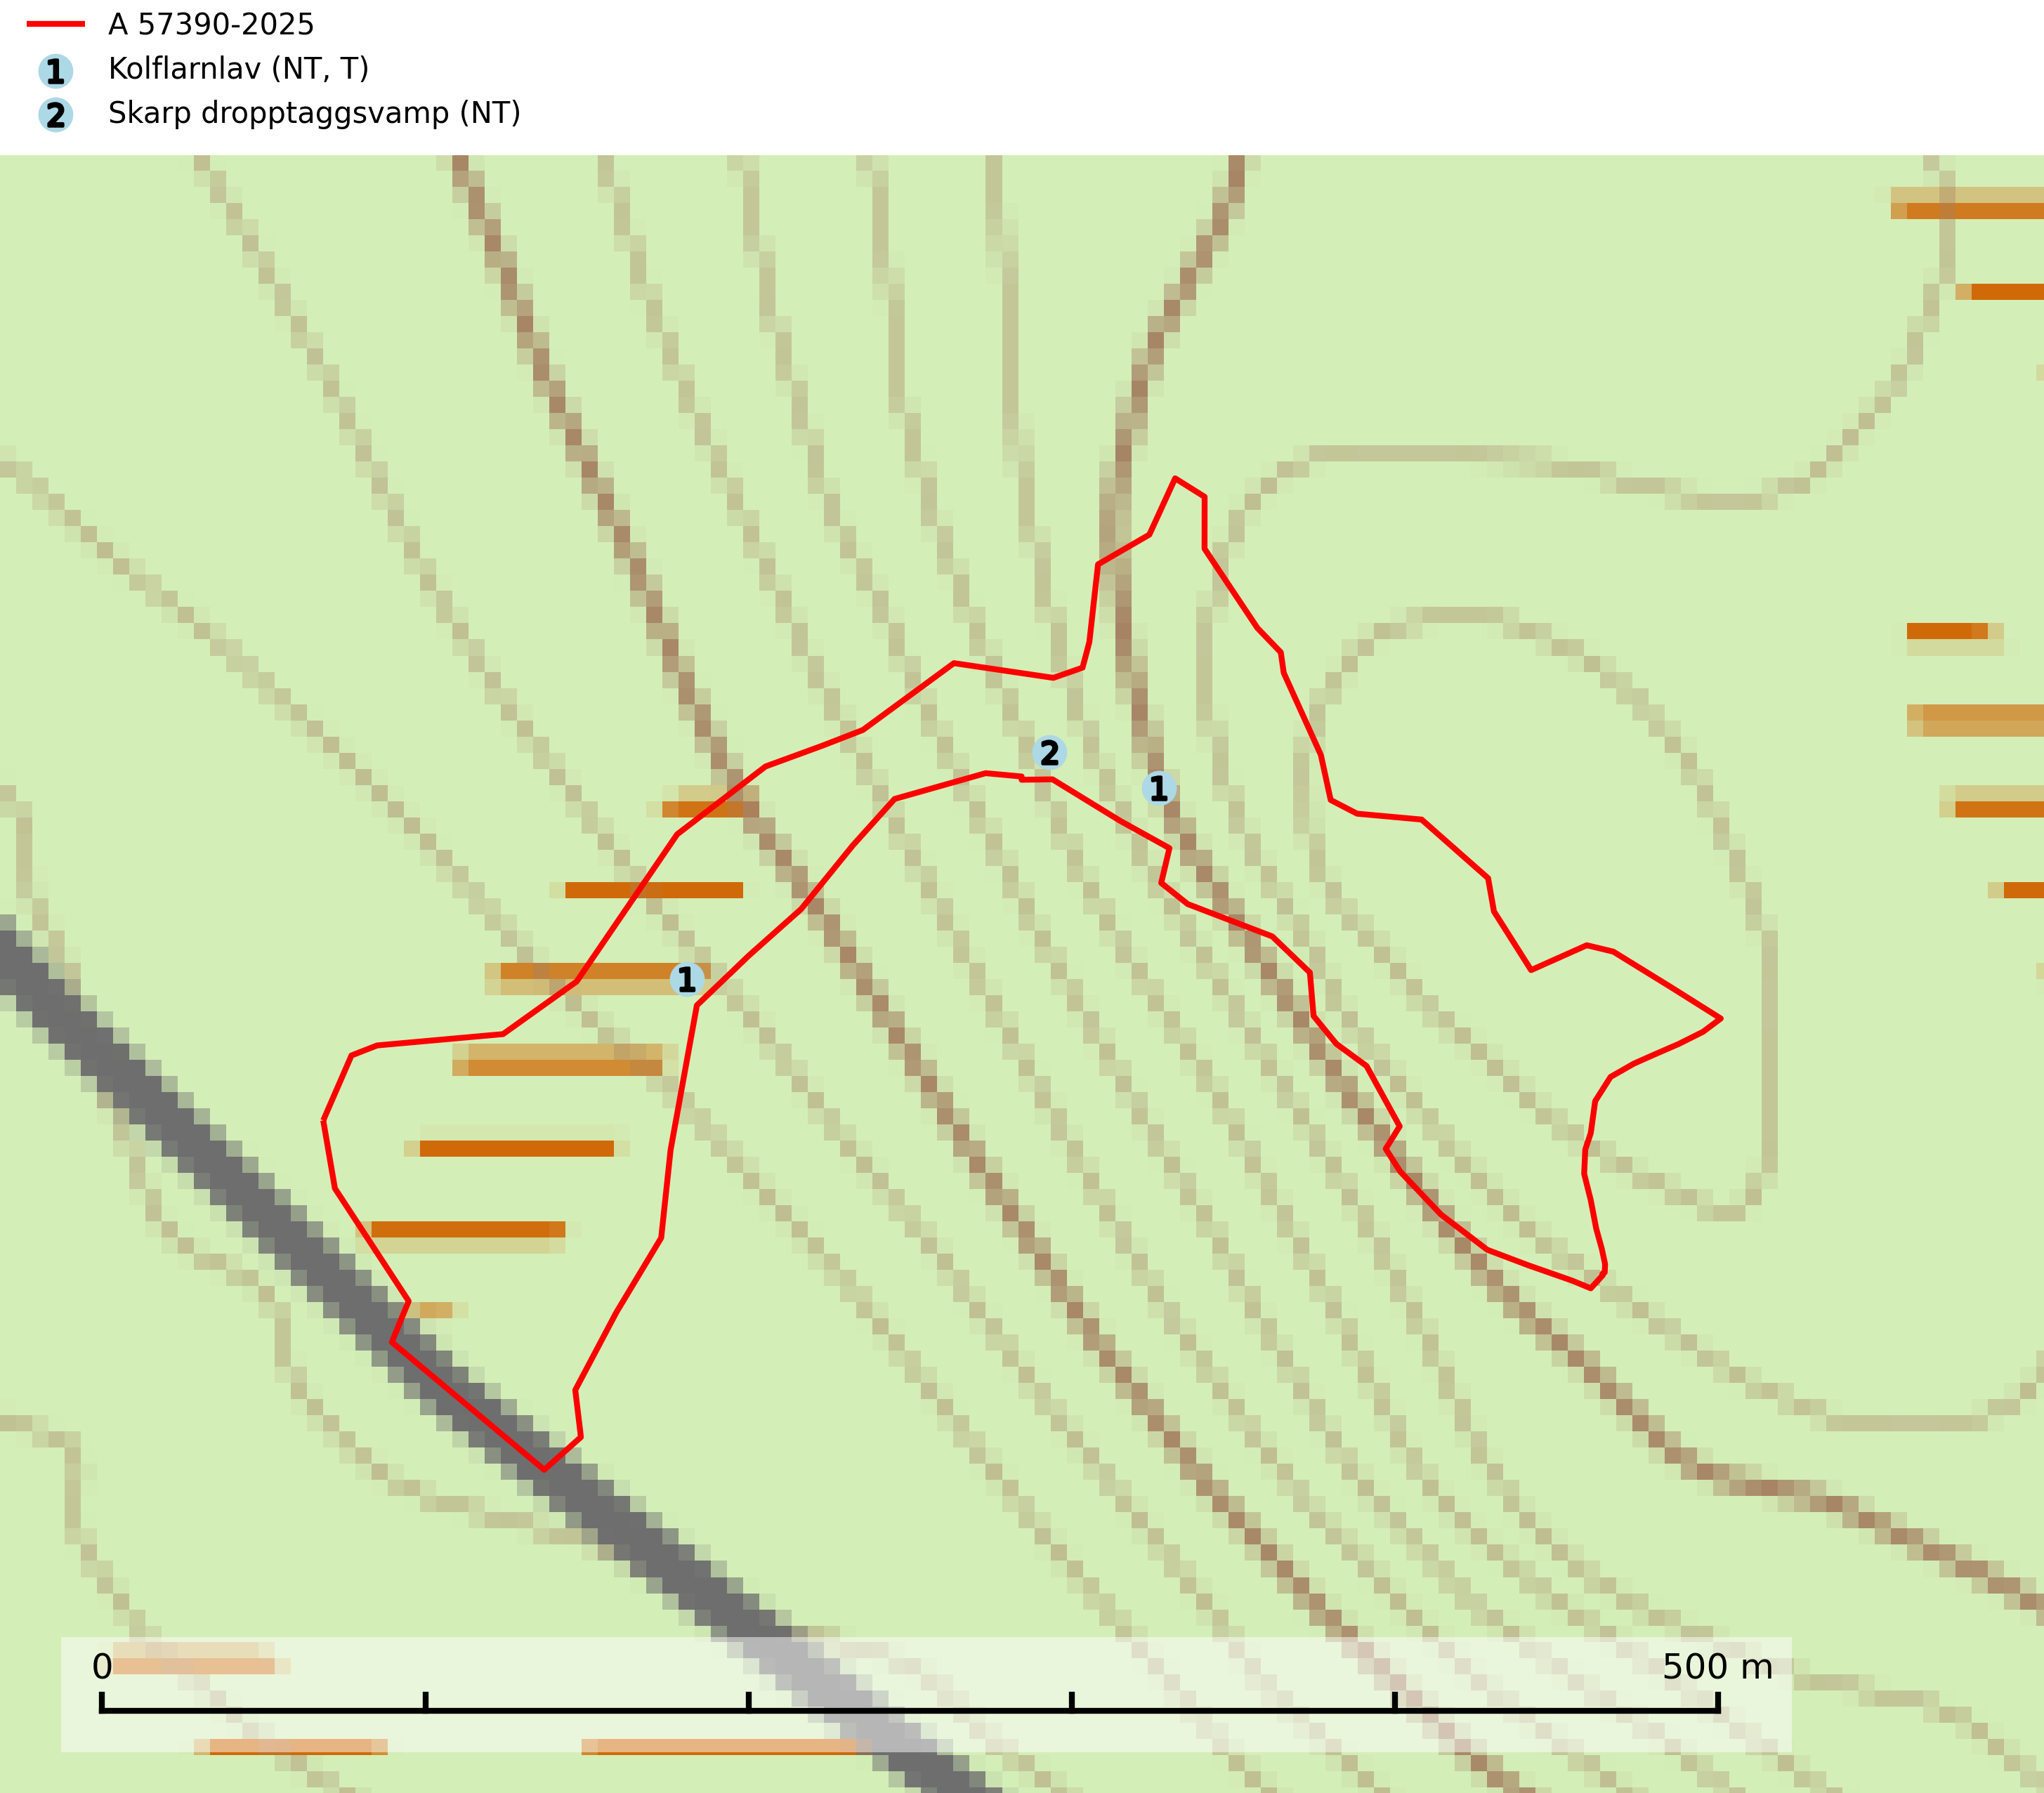 A 57390-2025
1 Kolflarnlav (NT, T)
2 Skarp dropptaggsvamp (NT)
2
1
1
0 500 m